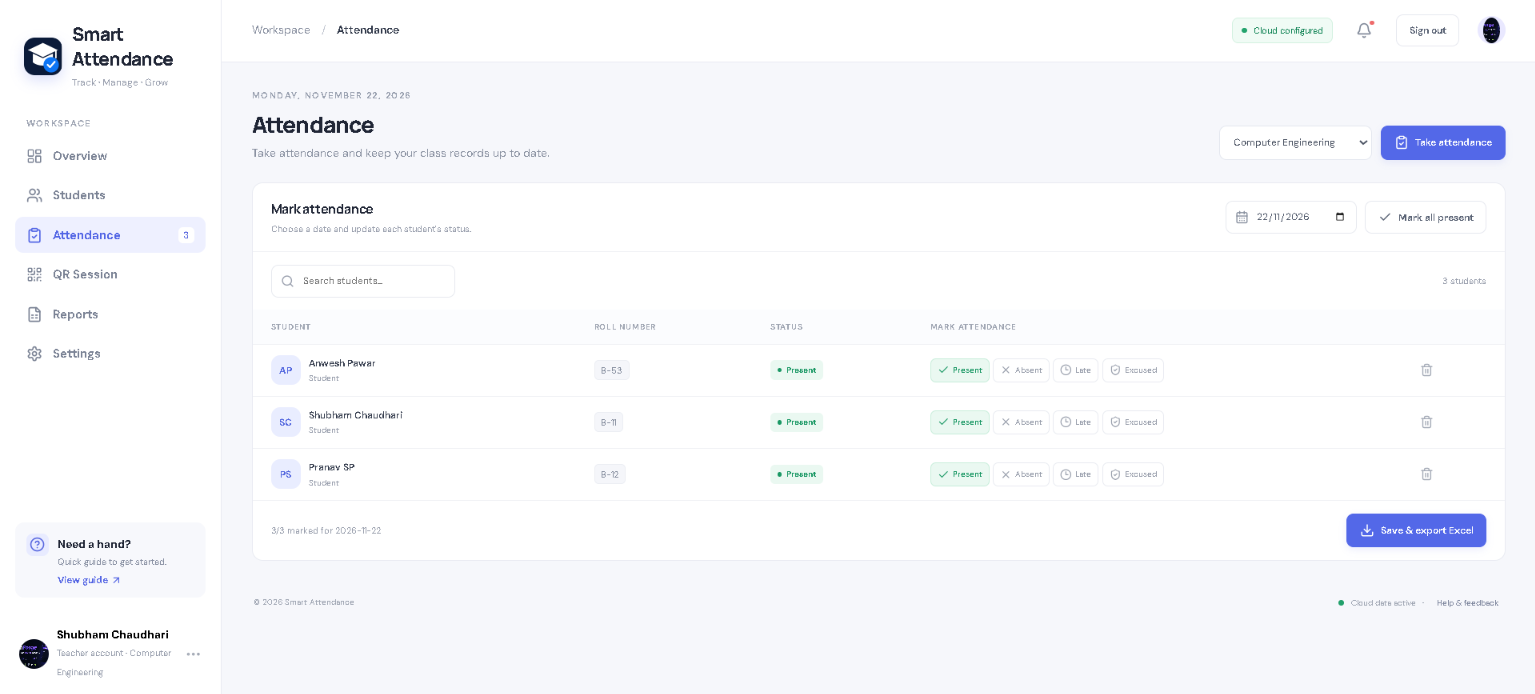 Smart
Attendance
Track · Manage · Grow
WORKSPACE
Overview
Students
Attendance 3
QR Session
Reports
Settings
Need a hand?
Quick guide to get started.
View guide
Shubham Chaudhari
Teacher account · Computer
Engineering
Workspace / Attendance
Cloud configured
Sign out
MONDAY, NOVEMBER 22, 2026
Attendance
Take attendance and keep your class records up to date.
Computer Engineering
Take attendance
Mark attendance
Choose a date and update each student's status.
22/11/2026
Mark all present
Search students...
3 students
STUDENT ROLL NUMBER STATUS MARK ATTENDANCE
AP Anwesh Pawar B-53 Present Present Absent Late Excused
Student
SC Shubham Chaudhari B-11 Present Present Absent Late Excused
Student
PS Pranav SP B-12 Present Present Absent Late Excused
Student
3/3 marked for 2026-11-22
Save & export Excel
© 2026 Smart Attendance
Cloud data active · Help & feedback